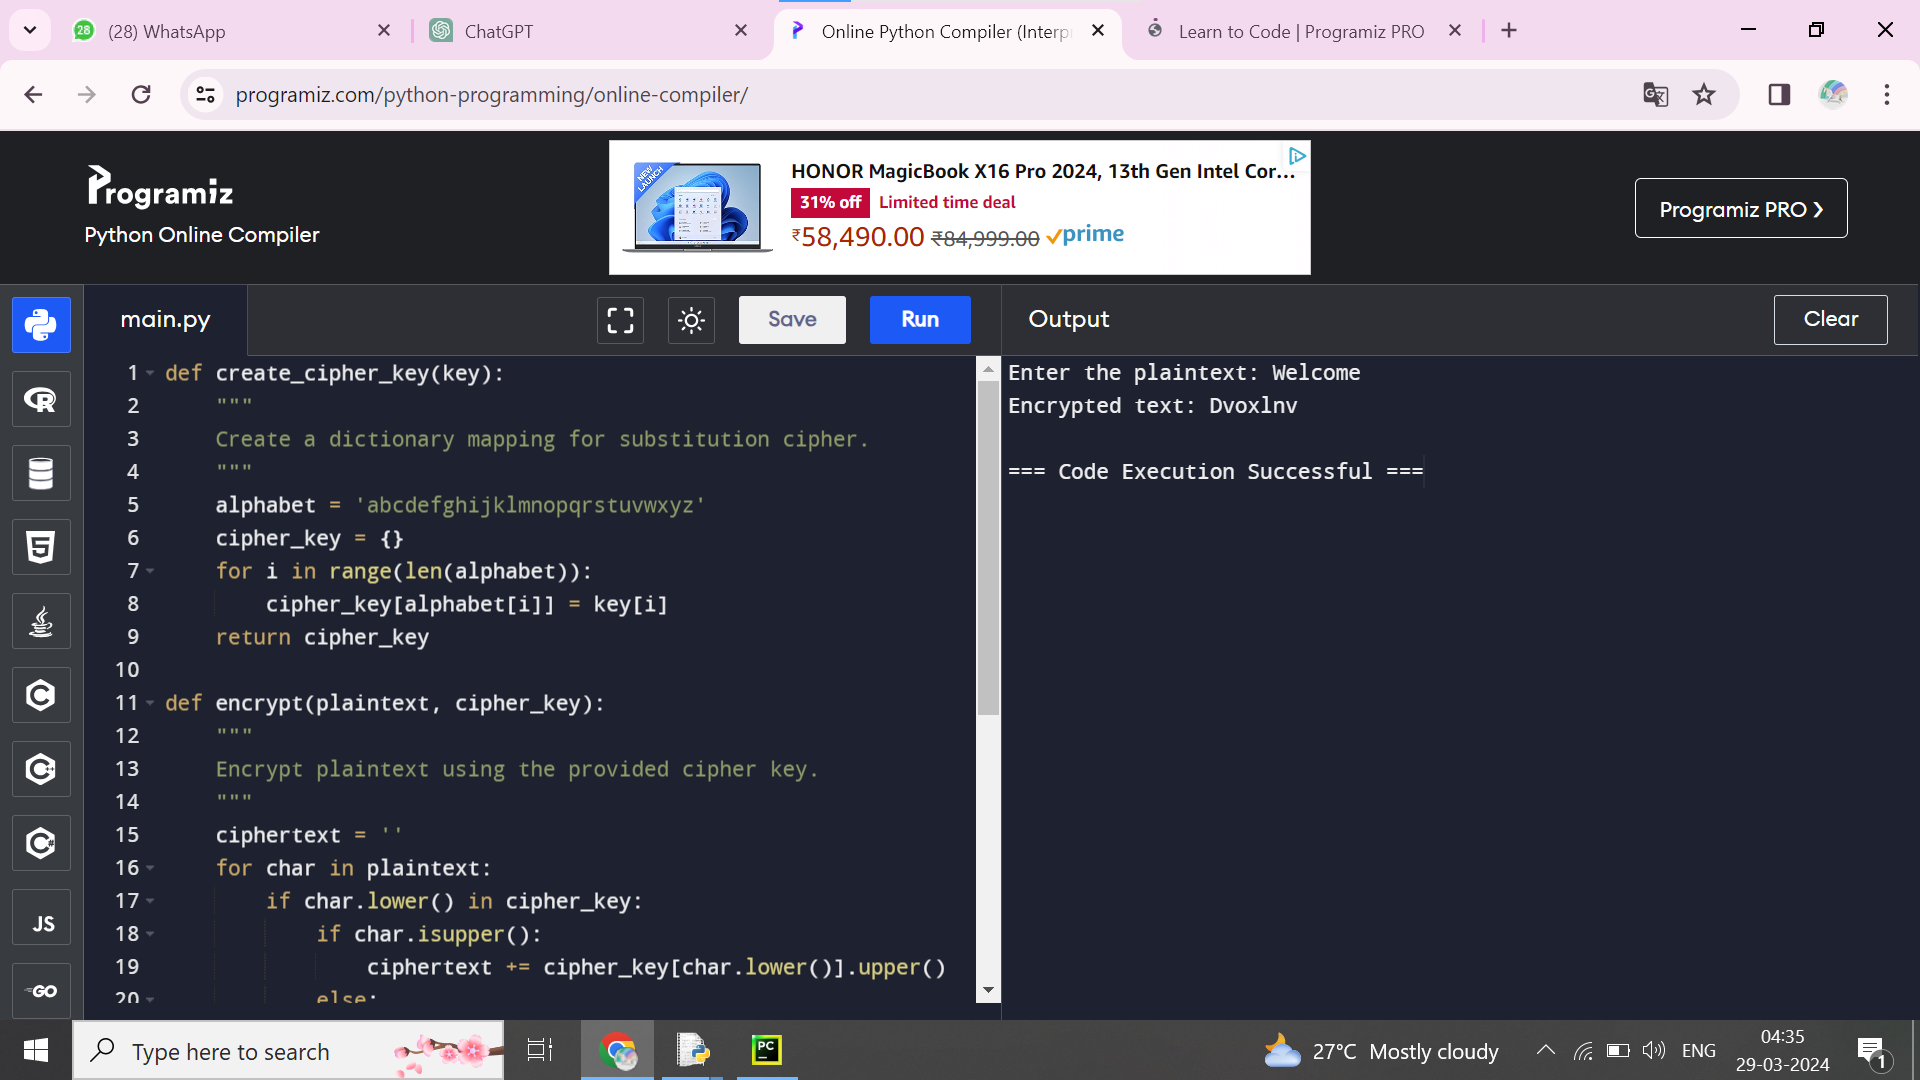 28
(28) WhatsApp
ChatGPT
Online Python Compiler (Interp
Learn to Code | Programiz PRO
programiz.com/python-programming/online-compiler/
Programiz
Python Online Compiler
NEW LAUNCH
HONOR MagicBook X16 Pro 2024, 13th Gen Intel Cor...
31% off Limited time deal
₹58,490.00 ₹84,999.00 prime
Programiz PRO ❯
main.py
Save
Run
Output
Clear
1 def create_cipher_key(key):
2 """
3 Create a dictionary mapping for substitution cipher.
4 """
5 alphabet = 'abcdefghijklmnopqrstuvwxyz'
6 cipher_key = {}
7 for i in range(len(alphabet)):
8 cipher_key[alphabet[i]] = key[i]
9 return cipher_key
10
11 def encrypt(plaintext, cipher_key):
12 """
13 Encrypt plaintext using the provided cipher key.
14 """
15 ciphertext = ''
16 for char in plaintext:
17 if char.lower() in cipher_key:
18 if char.isupper():
19 ciphertext += cipher_key[char.lower()].upper()
20 else:
Enter the plaintext: Welcome
Encrypted text: Dvoxlnv
=== Code Execution Successful ===
R
5
C
C++
C#
JS
GO
Type here to search
PC
27°C Mostly cloudy
ENG
04:35
29-03-2024
1